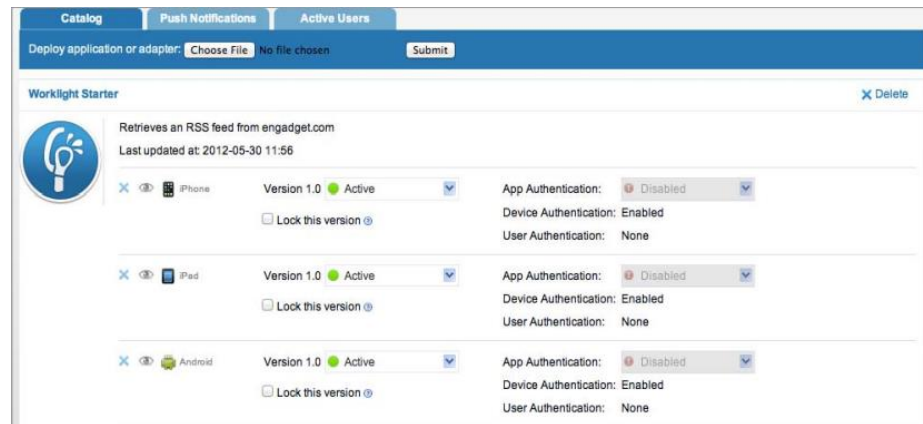 Catalog Push Notifications Active Users
Deploy application or adapter: Choose File No file chosen Submit
Worklight Starter Delete
Retrieves an RSS feed from engadget.com
Last updated at: 2012-05-30 11:56
iPhone Version 1.0 Active App Authentication: Disabled
Lock this version Device Authentication: Enabled
User Authentication: None
iPad Version 1.0 Active App Authentication: Disabled
Lock this version Device Authentication: Enabled
User Authentication: None
Android Version 1.0 Active App Authentication: Disabled
Lock this version Device Authentication: Enabled
User Authentication: None